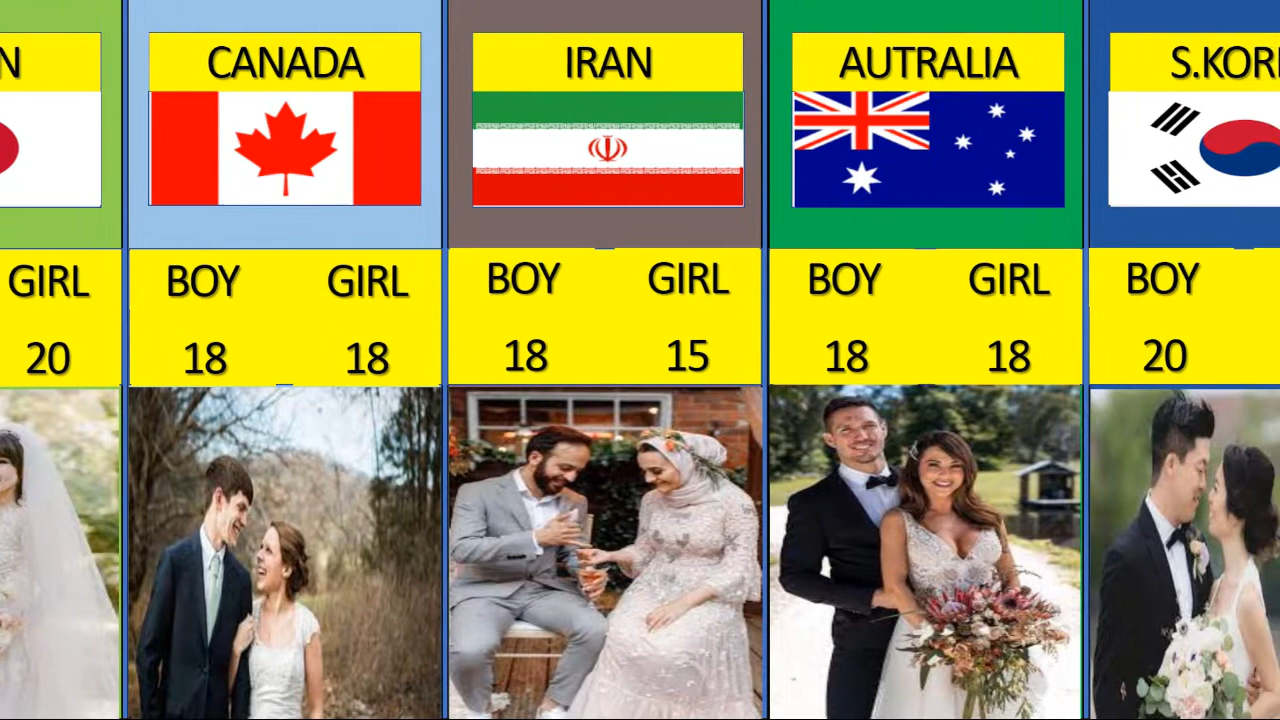 N
CANADA
IRAN
AUTRALIA
S.KOR
GIRL
BOY GIRL
BOY GIRL
BOY GIRL
BOY
20
18 18
18 15
18 18
20